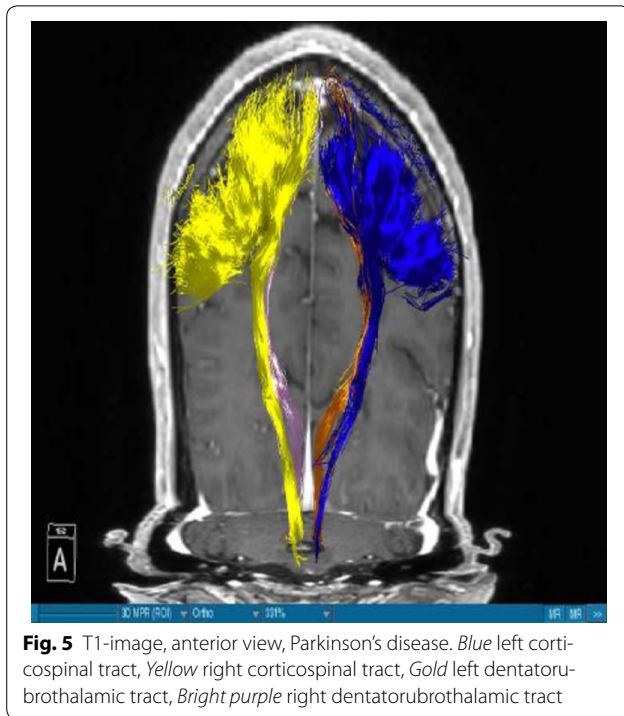 A
3D MPR (ROI) Ortho 331% MR MR >>
Fig. 5 T1-image, anterior view, Parkinson's disease. Blue left corti-
cospinal tract, Yellow right corticospinal tract, Gold left dentatoru-
brothalamic tract, Bright purple right dentatorubrothalamic tract